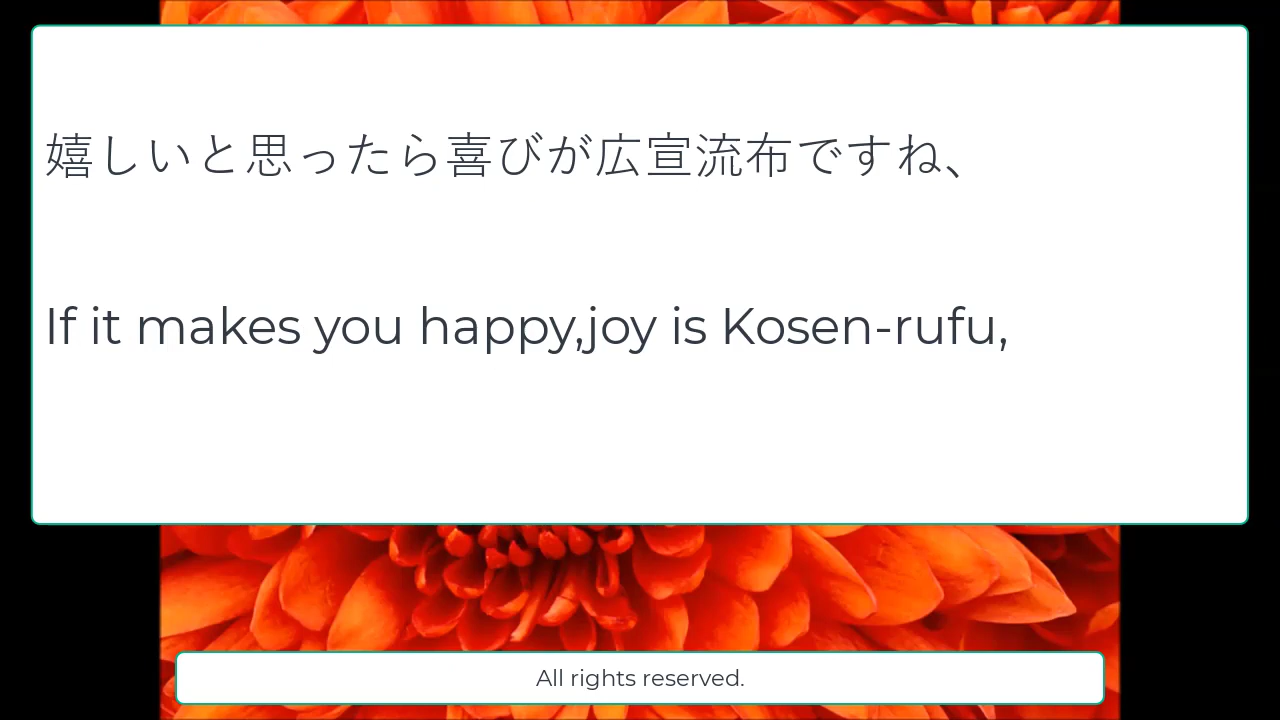 嬉しいと思ったら喜びが広宣流布ですね、
If it makes you happy,joy is Kosen-rufu,
All rights reserved.